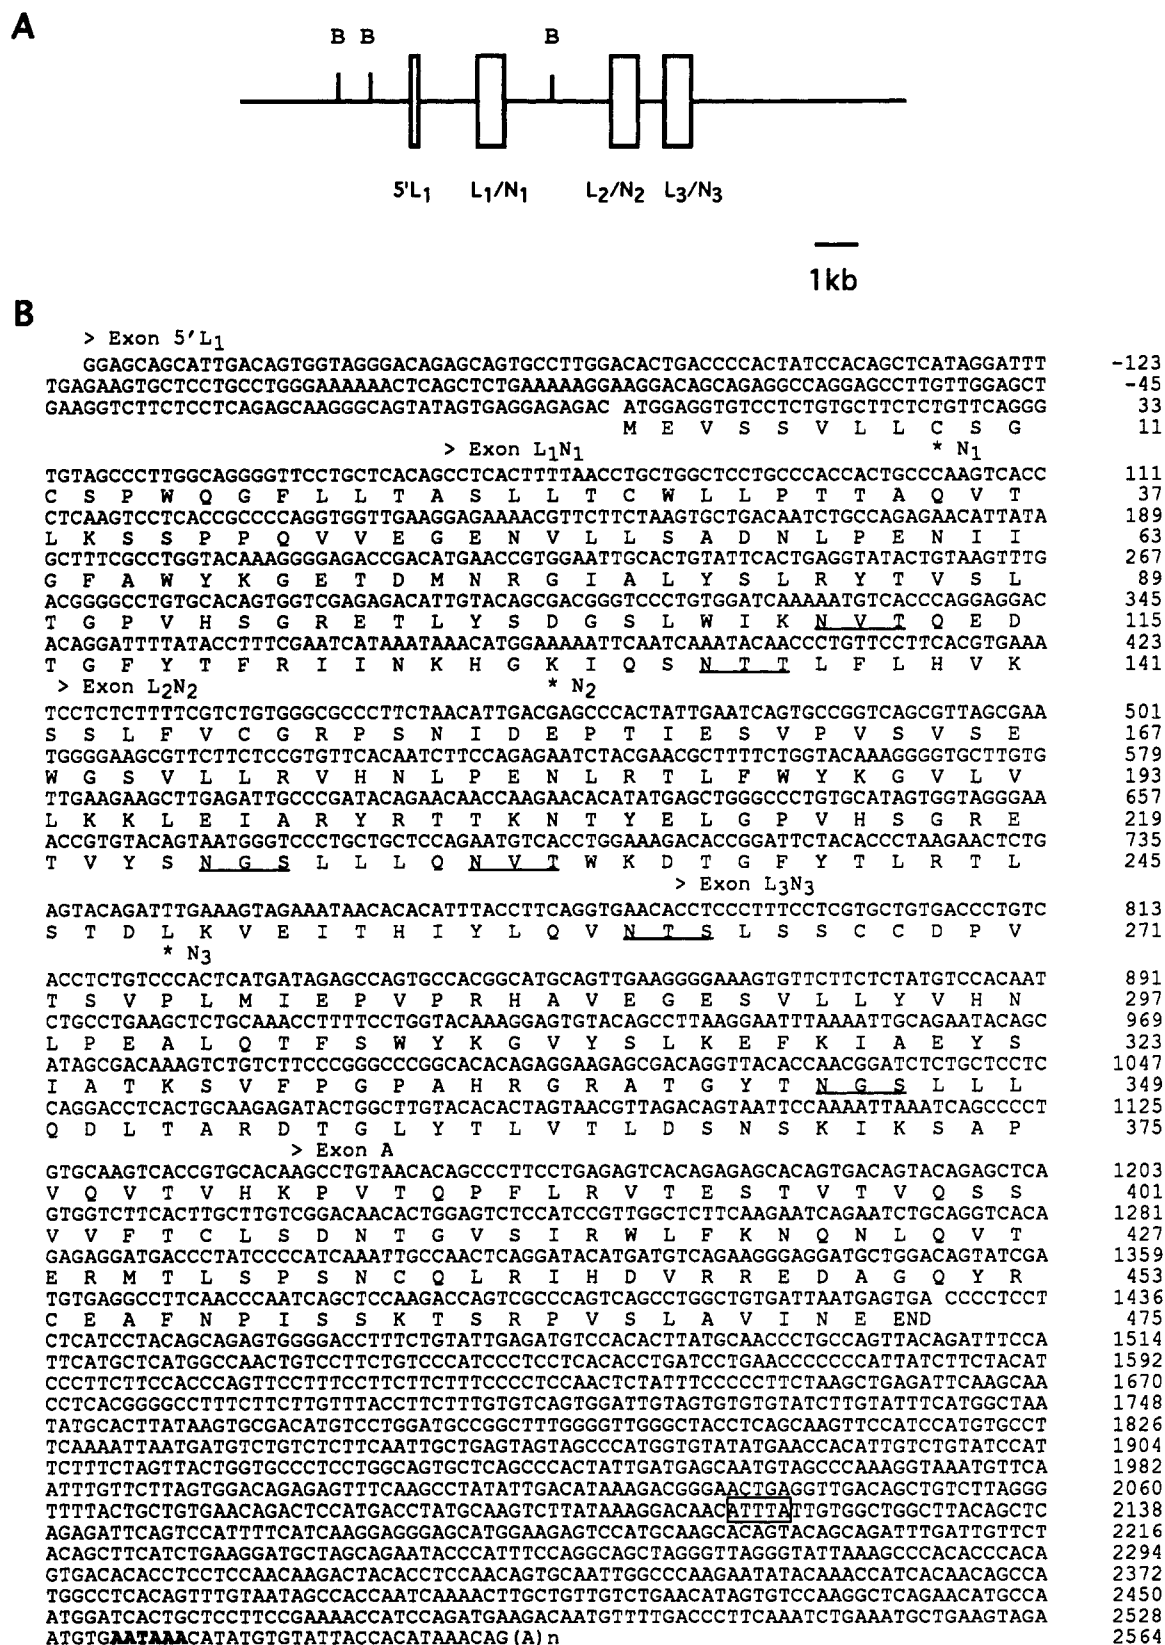 A
B B B
5'L1 L1/N1 L2/N2 L3/N3
1kb
B
> Exon 5'L1
GGAGCAGCATTGACAGTGGTAGGGACAGAGCAGTGCCTTGGACACTGACCCCACTATCCACAGCTCATAGGATTT -123
TGAGAAGTGCTCCTGCCTGGGAAAAAACTCAGCTCTGAAAAAGGAAGGACAGCAGAGGCCAGGAGCCTTGTTGGAGCT -45
GAAGGTCTTCTCCTCAGAGCAAGGGCAGTATAGTGAGGAGAGAC ATGGAGGTGTCCTCTGTGCTTCTCTGTTCAGGG 33
M E V S S V L L C S G 11
> Exon L1N1 * N1
TGTAGCCCTTGGCAGGGGTTCCTGCTCACAGCCTCACTTTTAACCTGCTGGCTCCTGCCCACCACTGCCCAAGTCACC 111
C S P W Q G F L L T A S L L T C W L L P T T A Q V T 37
CTCAAGTCCTCACCGCCCCAGGTGGTTGAAGGAGAAAACGTTCTTCTAAGTGCTGACAATCTGCCAGAGAACATTATA 189
L K S S P P Q V V E G E N V L L S A D N L P E N I I 63
GCTTTCGCCTGGTACAAAGGGGAGACCGACATGAACCGTGGAATTGCACTGTATTCACTGAGGTATACTGTAAGTTTG 267
G F A W Y K G E T D M N R G I A L Y S L R Y T V S L 89
ACGGGGCCTGTGCACAGTGGTCGAGAGACATTGTACAGCGACGGGTCCCTGTGGATCAAAAATGTCACCCAGGAGGAC 345
T G P V H S G R E T L Y S D G S L W I K N V T Q E D 115
ACAGGATTTTATACCTTTCGAATCATAAATAAACATGGAAAAATTCAATCAAATACAACCCTGTTCCTTCACGTGAAA 423
T G F Y T F R I I N K H G K I Q S N T T L F L H V K 141
> Exon L2N2 * N2
TCCTCTCTTTTCGTCTGTGGGCGCCCTTCTAACATTGACGAGCCCACTATTGAATCAGTGCCGGTCAGCGTTAGCGAA 501
S S L F V C G R P S N I D E P T I E S V P V S V S E 167
TGGGGAAGCGTTCTTCTCCGTGTTCACAATCTTCCAGAGAATCTACGAACGCTTTTCTGGTACAAAGGGGTGCTTGTG 579
W G S V L L R V H N L P E N L R T L F W Y K G V L V 193
TTGAAGAAGCTTGAGATTGCCCGATACAGAACAACCAAGAACACATATGAGCTGGGCCCTGTGCATAGTGGTAGGGAA 657
L K K L E I A R Y R T T K N T Y E L G P V H S G R E 219
ACCGTGTACAGTAATGGGTCCCTGCTGCTCCAGAATGTCACCTGGAAAGACACCGGATTCTACACCCTAAGAACTCTG 735
T V Y S N G S L L L Q N V T W K D T G F Y T L R T L 245
> Exon L3N3
AGTACAGATTTGAAAGTAGAAATAACACACATTTACCTTCAGGTGAACACCTCCCTTTCCTCGTGCTGTGACCCTGTC 813
S T D L K V E I T H I Y L Q V N T S L S S C C D P V 271
* N3
ACCTCTGTCCCACTCATGATAGAGCCAGTGCCACGGCATGCAGTTGAAGGGGAAAGTGTTCTTCTCTATGTCCACAAT 891
T S V P L M I E P V P R H A V E G E S V L L Y V H N 297
CTGCCTGAAGCTCTGCAAACCTTTTCCTGGTACAAAGGAGTGTACAGCCTTAAGGAATTTAAAATTGCAGAATACAGC 969
L P E A L Q T F S W Y K G V Y S L K E F K I A E Y S 323
ATAGCGACAAAGTCTGTCTTCCCGGGCCCGGCACACAGAGGAAGAGCGACAGGTTACACCAACGGATCTCTGCTCCTC 1047
I A T K S V F P G P A H R G R A T G Y T N G S L L L 349
CAGGACCTCACTGCAAGAGATACTGGCTTGTACACACTAGTAACGTTAGACAGTAATTCCAAAATTAAATCAGCCCCT 1125
Q D L T A R D T G L Y T L V T L D S N S K I K S A P 375
> Exon A
GTGCAAGTCACCGTGCACAAGCCTGTAACACAGCCCTTCCTGAGAGTCACAGAGAGCACAGTGACAGTACAGAGCTCA 1203
V Q V T V H K P V T Q P F L R V T E S T V T V Q S S 401
GTGGTCTTCACTTGCTTGTCGGACAACACTGGAGTCTCCATCCGTTGGCTCTTCAAGAATCAGAATCTGCAGGTCACA 1281
V V F T C L S D N T G V S I R W L F K N Q N L Q V T 427
GAGAGGATGACCCTATCCCCATCAAATTGCCAACTCAGGATACATGATGTCAGAAGGGAGGATGCTGGACAGTATCGA 1359
E R M T L S P S N C Q L R I H D V R R E D A G Q Y R 453
TGTGAGGCCTTCAACCCAATCAGCTCCAAGACCAGTCGCCCAGTCAGCCTGGCTGTGATTAATGAGTGA CCCCTCCT 1436
C E A F N P I S S K T S R P V S L A V I N E END 475
CTCATCCTACAGCAGAGTGGGGACCTTTCTGTATTGAGATGTCCACACTTATGCAACCCTGCCAGTTACAGATTTCCA 1514
TTCATGCTCATGGCCAACTGTCCTTCTGTCCCATCCCTCCTCACACCTGATCCTGAACCCCCCCATTATCTTCTACAT 1592
CCCTTCTTCCACCCAGTTCCTTTCCTTCTTCTTTCCCCTCCAACTCTATTTCCCCCTTCTAAGCTGAGATTCAAGCAA 1670
CCTCACGGGGCCTTTCTTCTTGTTTACCTTCTTTGTGTCAGTGGATTGTAGTGTGTGTATCTTGTATTTCATGGCTAA 1748
TATGCACTTATAAGTGCGACATGTCCTGGATGCCGGCTTTGGGGTTGGGCTACCTCAGCAAGTTCCATCCATGTGCCT 1826
TCAAAATTAATGATGTCTGTCTCTTCAATTGCTGAGTAGTAGCCCATGGTGTATATGAACCACATTGTCTGTATCCAT 1904
TCTTTCTAGTTACTGGTGCCCTCCTGGCAGTGCTCAGCCCACTATTGATGAGCAATGTAGCCCAAAGGTAAATGTTCA 1982
ATTTGTTCTTAGTGGACAGAGAGTTTCAAGCCTATATTGACATAAAGACGGGAACTGAGGTTGACAGCTGTCTTAGGG 2060
TTTTACTGCTGTGAACAGACTCCATGACCTATGCAAGTCTTATAAAGGACAACATTTATTGTGGCTGGCTTACAGCTC 2138
AGAGATTCAGTCCATTTTCATCAAGGAGGGAGCATGGAAGAGTCCATGCAAGCACAGTACAGCAGATTTGATTGTTCT 2216
ACAGCTTCATCTGAAGGATGCTAGCAGAATACCCATTTCCAGGCAGCTAGGGTTAGGGTATTAAAGCCCACACCCACA 2294
GTGACACACCTCCTCCAACAAGACTACACCTCCAACAGTGCAATTGGCCCAAGAATATACAAACCATCACAACAGCCA 2372
TGGCCTCACAGTTTGTAATAGCCACCAATCAAAACTTGCTGTTGTCTGAACATAGTGTCCAAGGCTCAGAACATGCCA 2450
ATGGATCACTGCTCCTTCCGAAAACCATCCAGATGAAGACAATGTTTTGACCCTTCAAATCTGAAATGCTGAAGTAGA 2528
ATGTGAATAAACATATGTGTATTACCACATAAACAG(A)n 2564